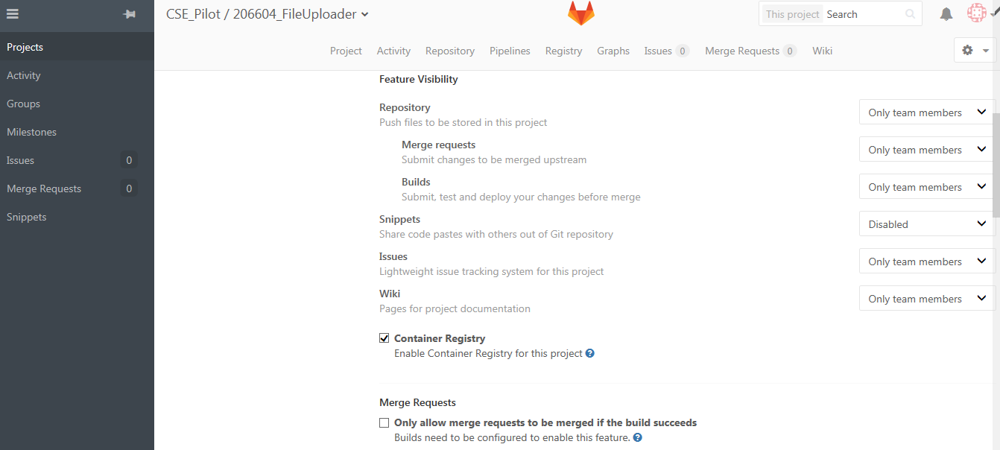 CSE_Pilot / 206604_FileUploader
This project Search
Projects
Activity
Groups
Milestones
Issues 0
Merge Requests 0
Snippets
Project Activity Repository Pipelines Registry Graphs Issues 0 Merge Requests 0 Wiki
Feature Visibility
Repository
Push files to be stored in this project
Only team members
Merge requests
Submit changes to be merged upstream
Only team members
Builds
Submit, test and deploy your changes before merge
Only team members
Snippets
Share code pastes with others out of Git repository
Disabled
Issues
Lightweight issue tracking system for this project
Only team members
Wiki
Pages for project documentation
Only team members
Container Registry
Enable Container Registry for this project ?
Merge Requests
Only allow merge requests to be merged if the build succeeds
Builds need to be configured to enable this feature. ?